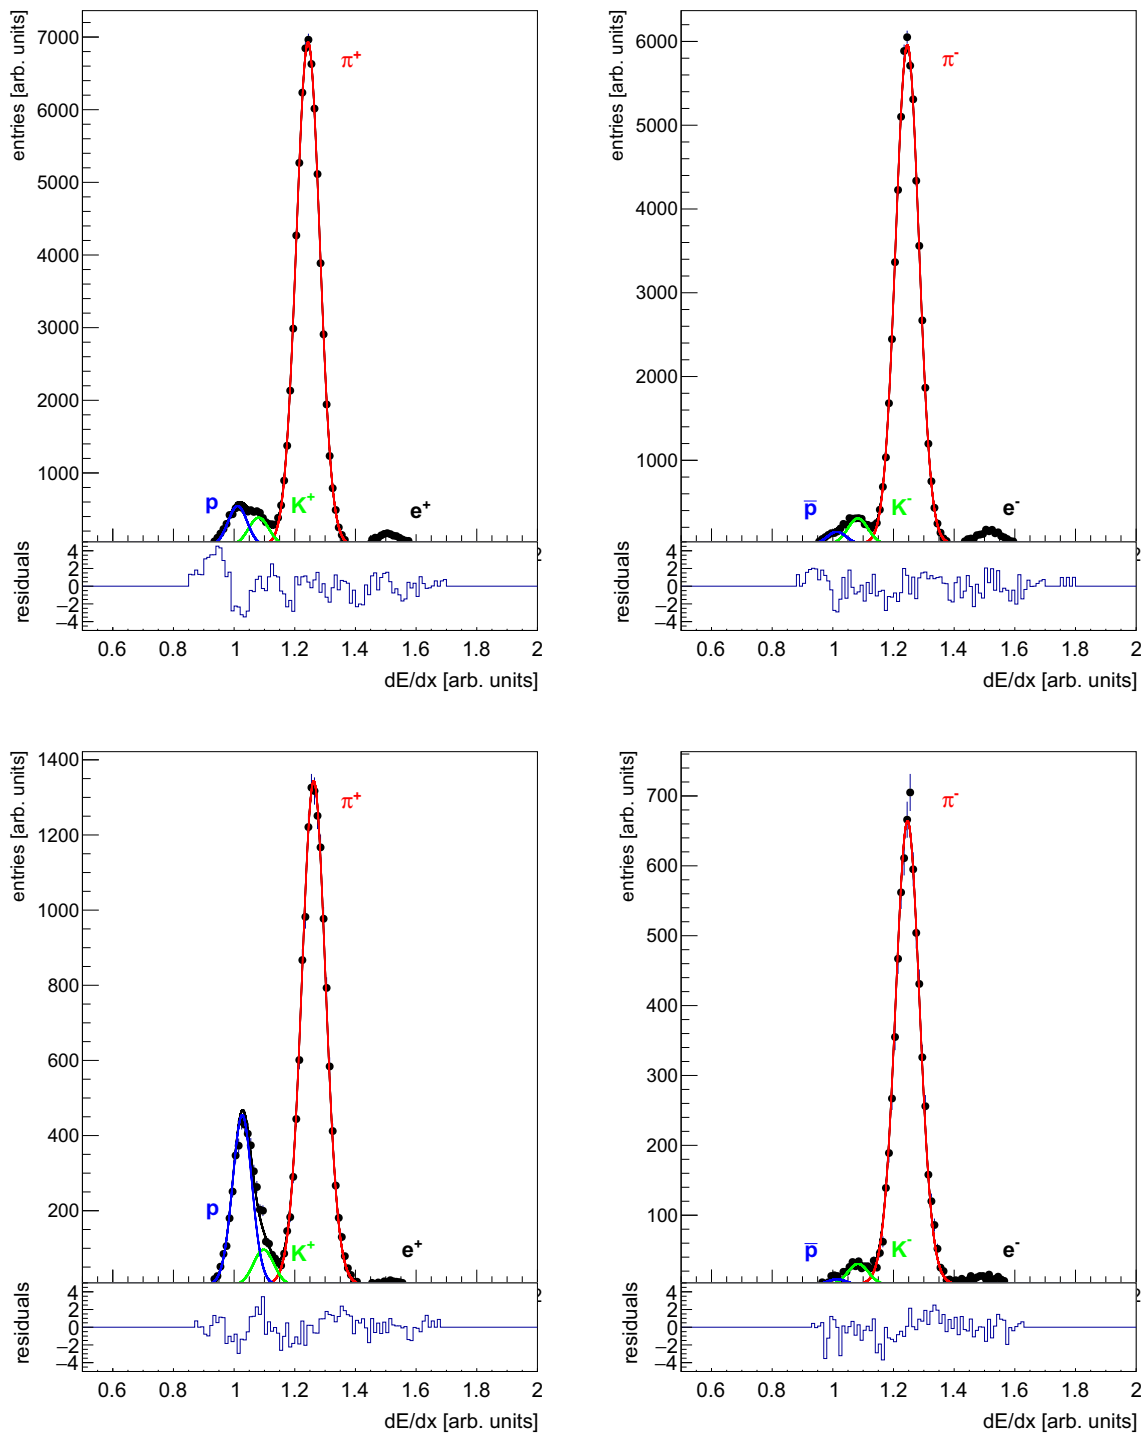 entries [arb. units]
7000
6000
5000
4000
3000
2000
1000
π⁺
p
K⁺
e⁺
2
residuals
4
2
0
−2
−4
0.6 0.8 1 1.2 1.4 1.6 1.8 2
dE/dx [arb. units]
entries [arb. units]
6000
5000
4000
3000
2000
1000
π⁻
p̅
K⁻
e⁻
2
residuals
4
2
0
−2
−4
0.6 0.8 1 1.2 1.4 1.6 1.8 2
dE/dx [arb. units]
entries [arb. units]
1400
1200
1000
800
600
400
200
π⁺
p
K⁺
e⁺
2
residuals
4
2
0
−2
−4
0.6 0.8 1 1.2 1.4 1.6 1.8 2
dE/dx [arb. units]
entries [arb. units]
700
600
500
400
300
200
100
π⁻
p̅
K⁻
e⁻
2
residuals
4
2
0
−2
−4
0.6 0.8 1 1.2 1.4 1.6 1.8 2
dE/dx [arb. units]